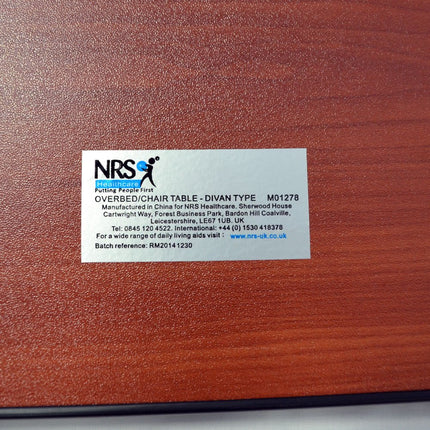 NRS
Healthcare
Putting People First
OVERBED/CHAIR TABLE - DIVAN TYPE M01278
Manufactured in China for NRS Healthcare. Sherwood House
Cartwright Way, Forest Business Park, Bardon Hill Coalville,
Leicestershire, LE67 1UB. UK
Tel: 0845 120 4522. International: +44 (0) 1530 418378
For a wide range of daily living aids visit : www.nrs-uk.co.uk
Batch reference: RM20141230